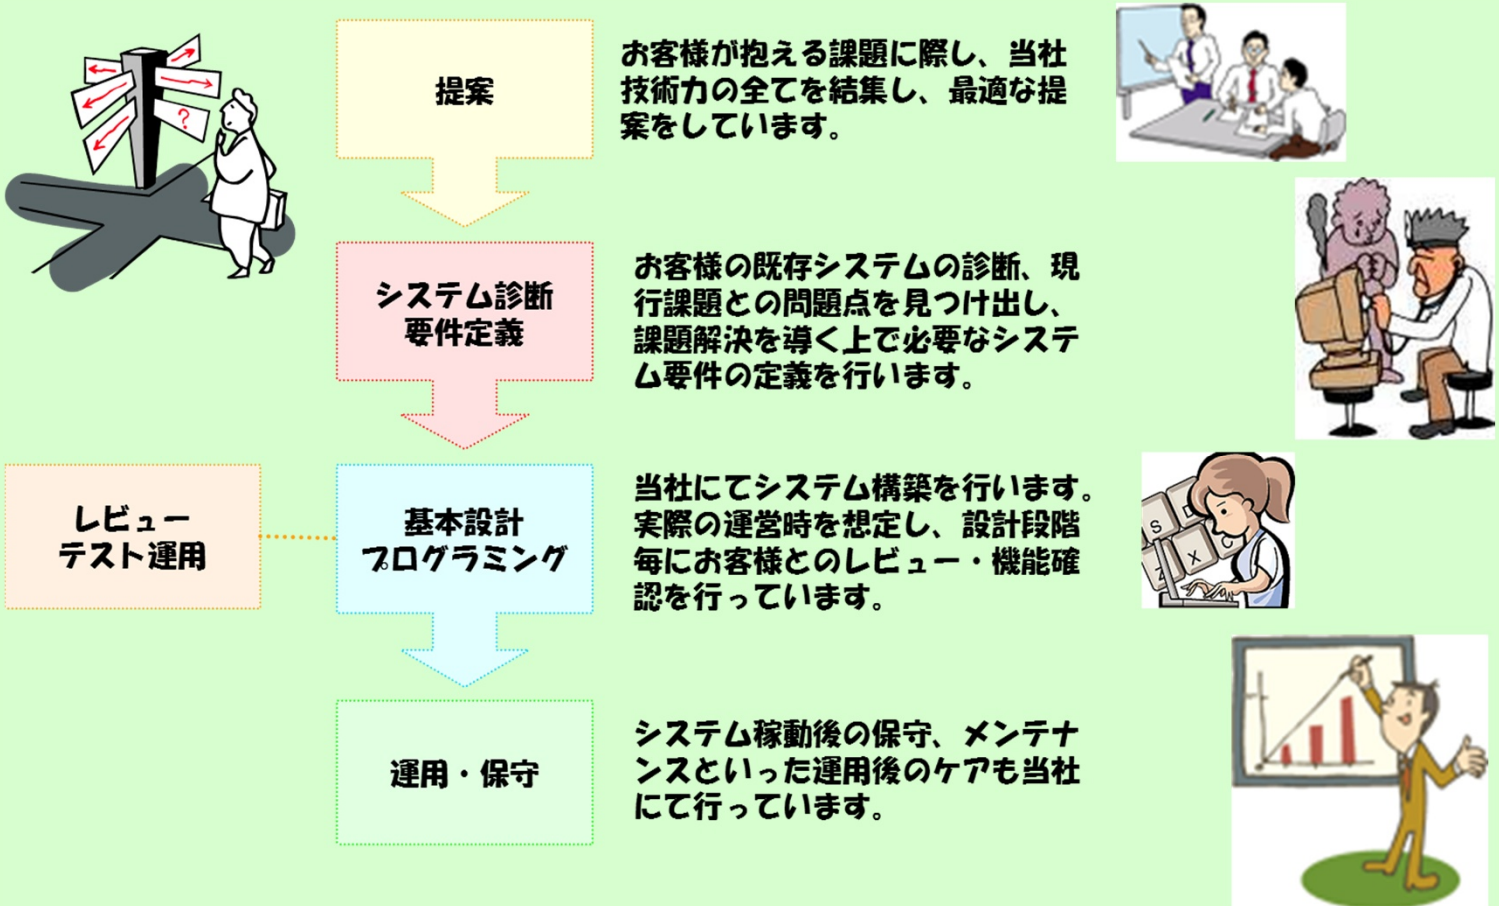 提案
お客様が抱える課題に際し、当社
技術力の全てを結集し、最適な提
案をしています。
?
システム診断
要件定義
お客様の既存システムの診断、現
行課題との問題点を見つけ出し、
課題解決を導く上で必要なシステ
ム要件の定義を行います。
レビュー
テスト運用
基本設計
プログラミング
当社にてシステム構築を行います。
実際の運営時を想定し、設計段階
毎にお客様とのレビュー・機能確
認を行っています。
S
Z X C
運用・保守
システム稼動後の保守、メンテナ
ンスといった運用後のケアも当社
にて行っています。